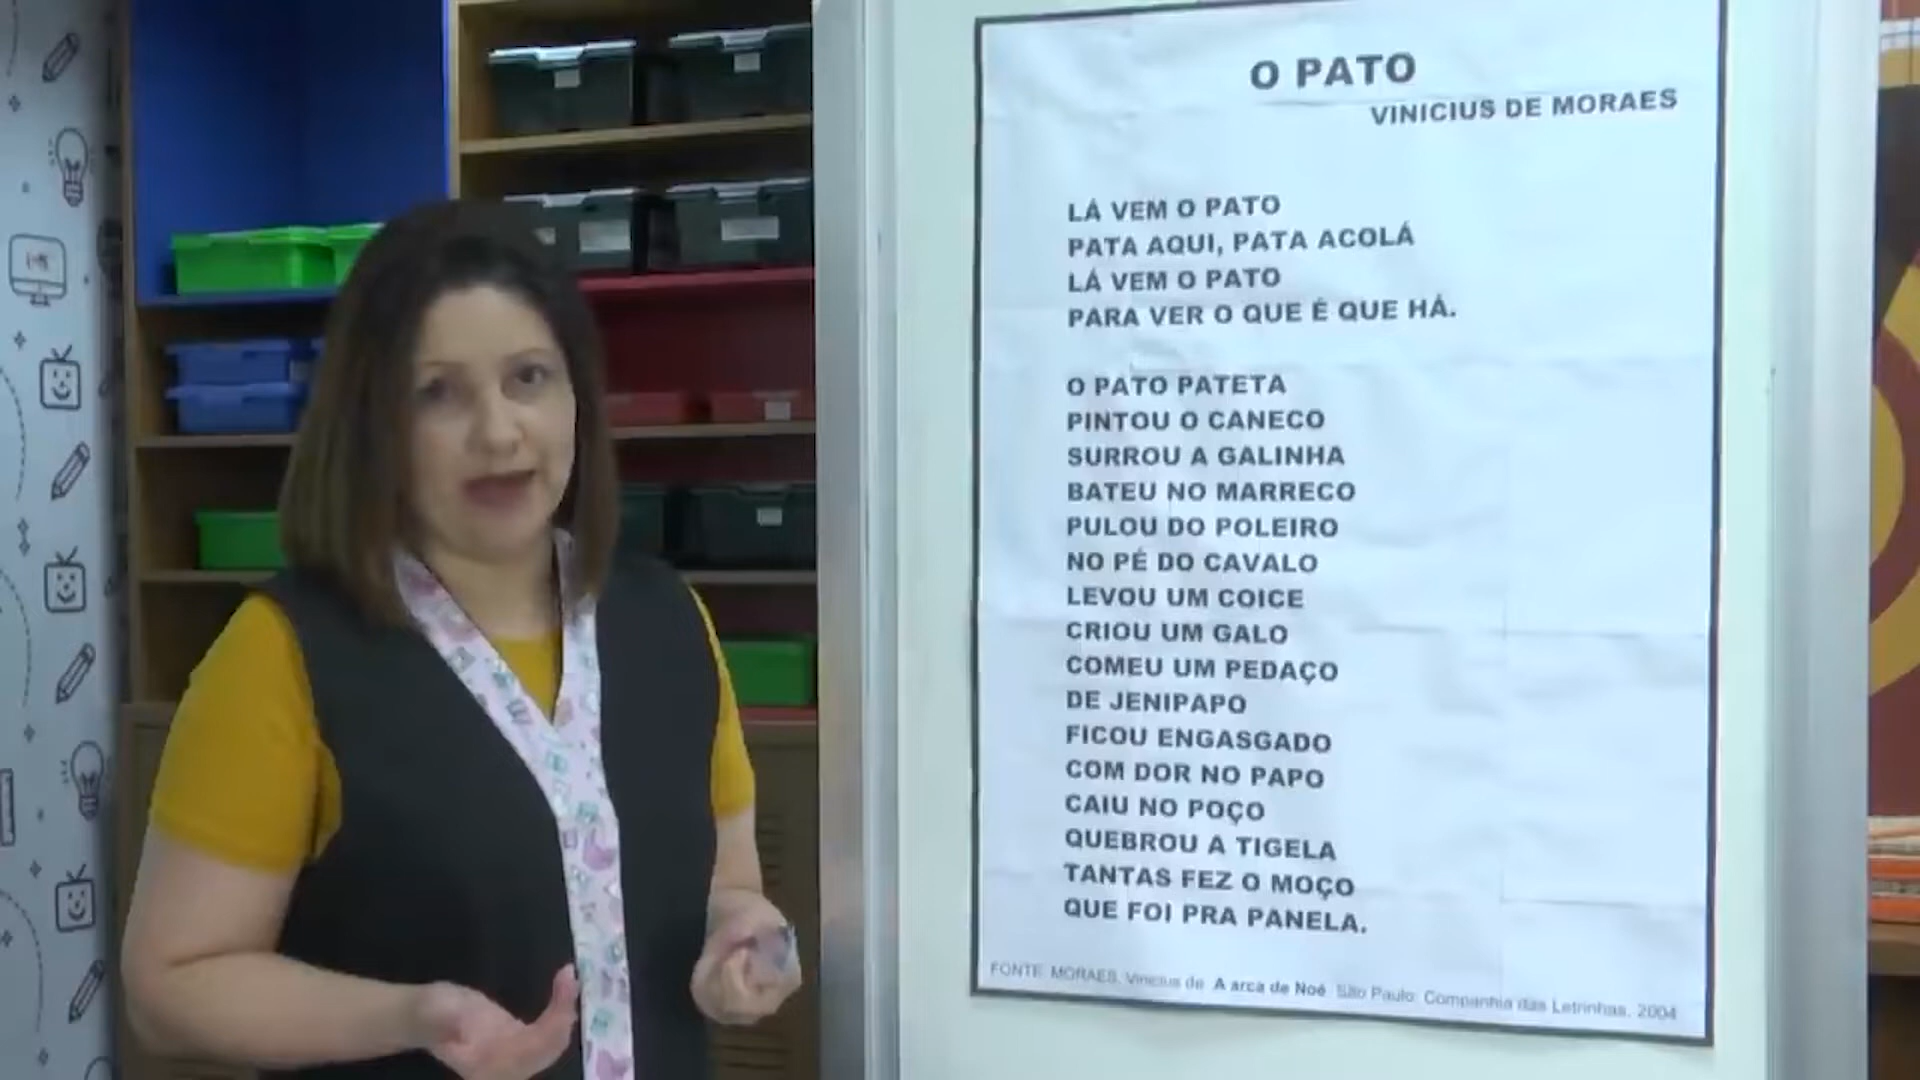 O PATO
VINICIUS DE MORAES
LÁ VEM O PATO
PATA AQUI, PATA ACOLÁ
LÁ VEM O PATO
PARA VER O QUE É QUE HÁ.
O PATO PATETA
PINTOU O CANECO
SURROU A GALINHA
BATEU NO MARRECO
PULOU DO POLEIRO
NO PÉ DO CAVALO
LEVOU UM COICE
CRIOU UM GALO
COMEU UM PEDAÇO
DE JENIPAPO
FICOU ENGASGADO
COM DOR NO PAPO
CAIU NO POÇO
QUEBROU A TIGELA
TANTAS FEZ O MOÇO
QUE FOI PRA PANELA.
FONTE: MORAES, Vinicius de. A arca de Noé. São Paulo: Companhia das Letrinhas, 2004